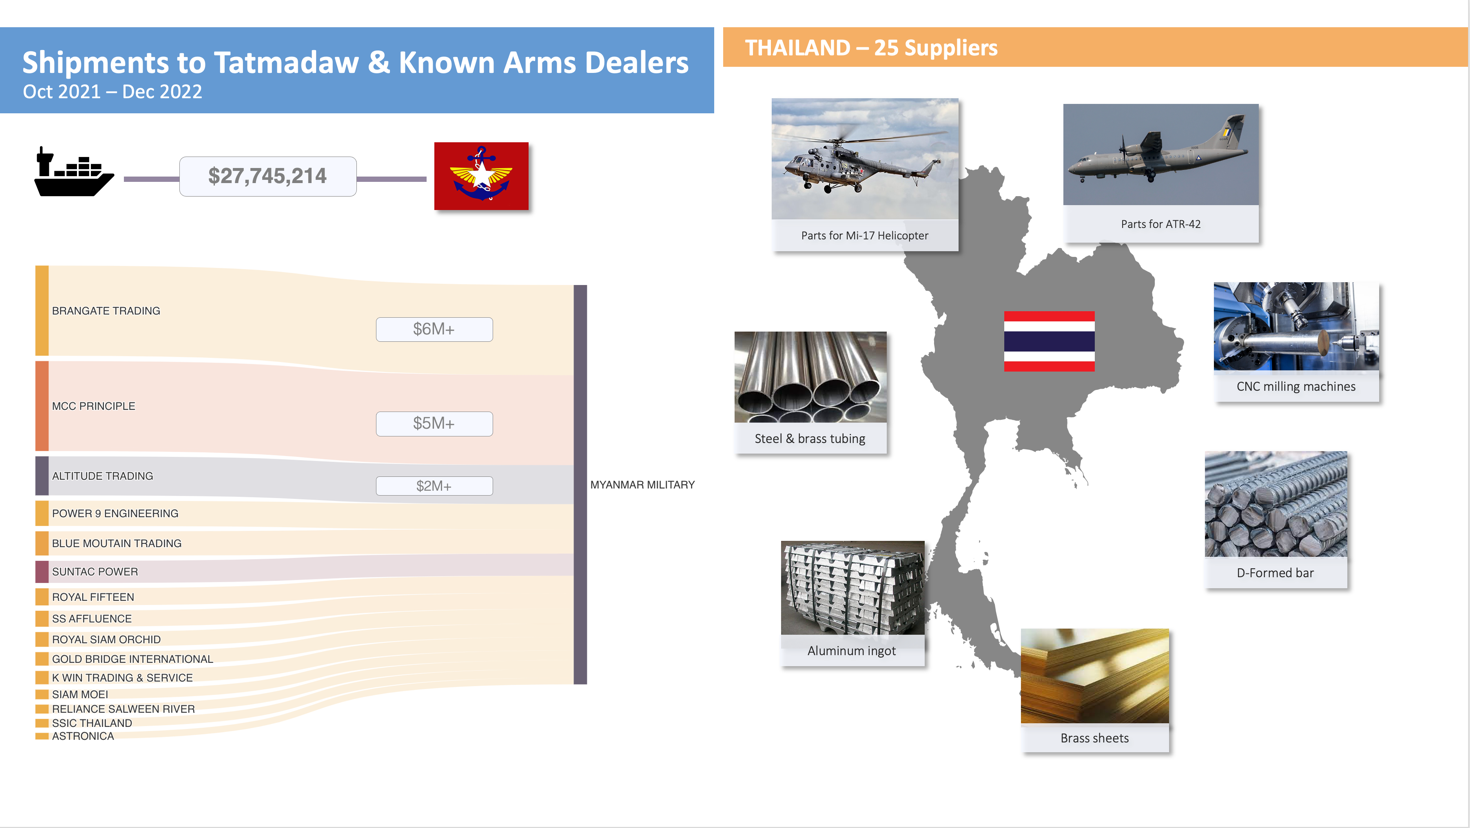 Shipments to Tatmadaw & Known Arms Dealers
Oct 2021 – Dec 2022
$27,745,214
BRANGATE TRADING
$6M+
MCC PRINCIPLE
$5M+
ALTITUDE TRADING
$2M+
MYANMAR MILITARY
POWER 9 ENGINEERING
BLUE MOUTAIN TRADING
SUNTAC POWER
ROYAL FIFTEEN
SS AFFLUENCE
ROYAL SIAM ORCHID
GOLD BRIDGE INTERNATIONAL
K WIN TRADING & SERVICE
SIAM MOEI
RELIANCE SALWEEN RIVER
SSIC THAILAND
ASTRONICA
THAILAND – 25 Suppliers
Parts for Mi-17 Helicopter
Parts for ATR-42
CNC milling machines
Steel & brass tubing
D-Formed bar
Aluminum ingot
Brass sheets